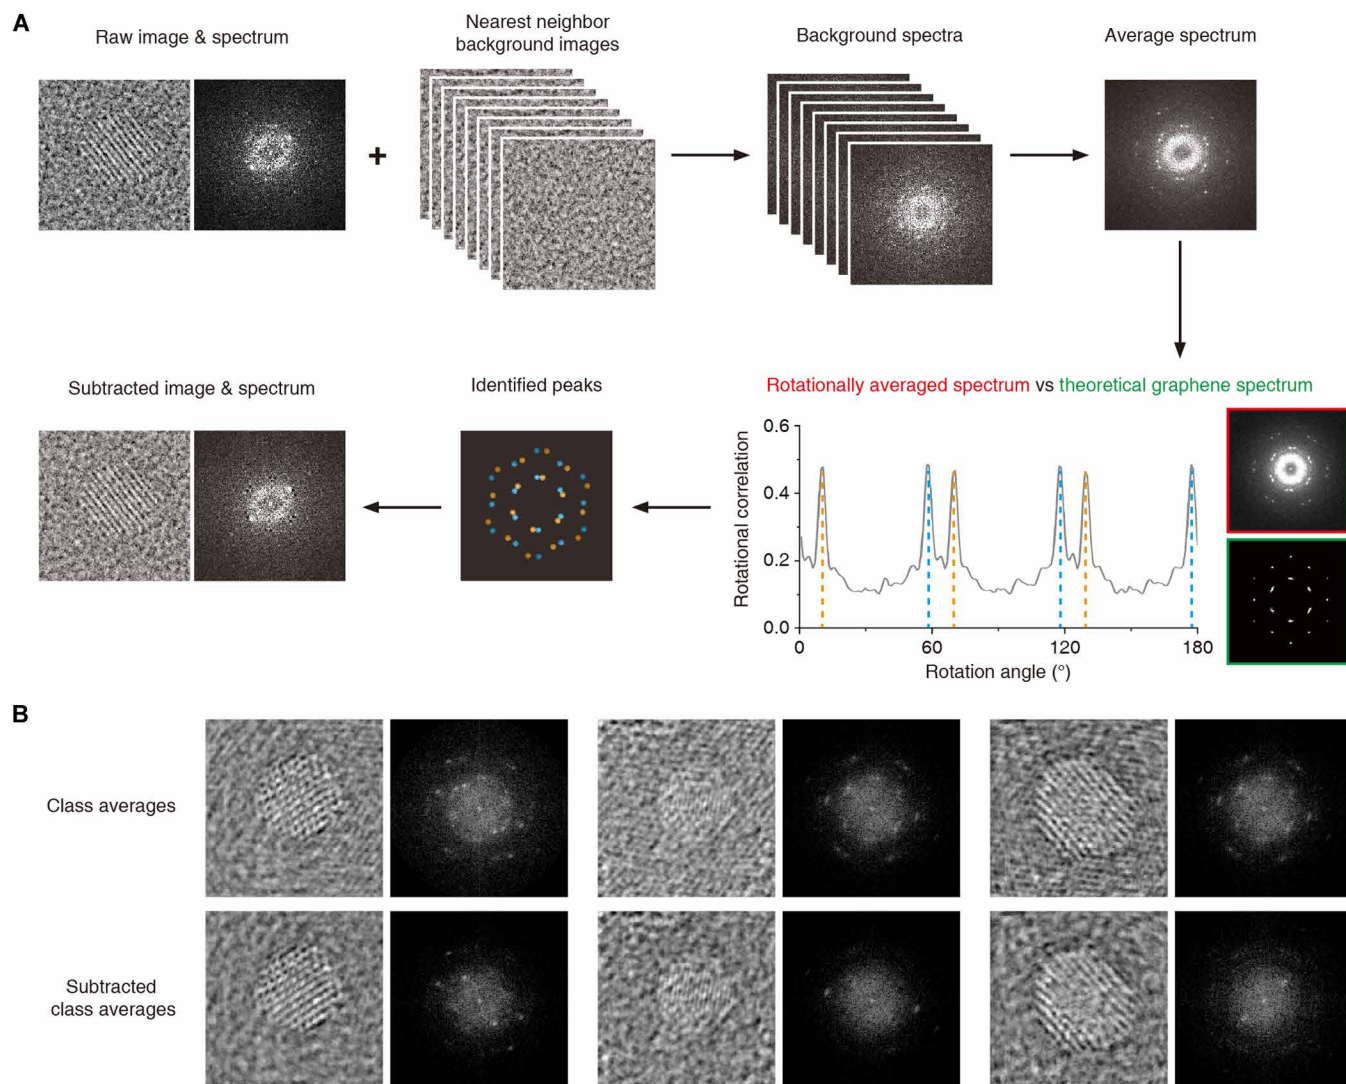 A
Raw image & spectrum
Nearest neighbor
background images
Background spectra
Average spectrum
+
Subtracted image & spectrum
Identified peaks
Rotationally averaged spectrum vs theoretical graphene spectrum
Rotational correlation
0.6
0.4
0.2
0.0
0
60
120
180
Rotation angle (°)
B
Class averages
Subtracted
class averages